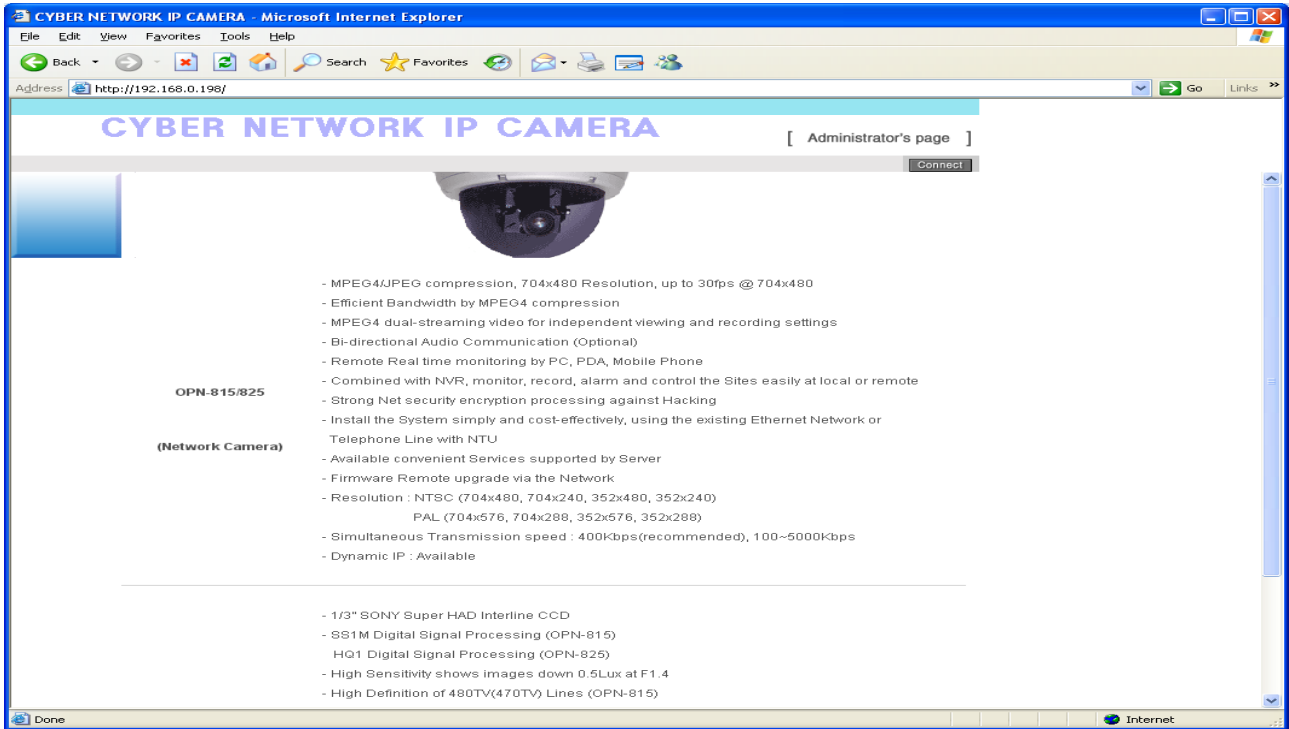 CYBER NETWORK IP CAMERA - Microsoft Internet Explorer
File Edit View Favorites Tools Help
Back Search Favorites
Address http://192.168.0.198/ Go Links »
CYBER NETWORK IP CAMERA
[ Administrator's page ]
Connect
- MPEG4/JPEG compression, 704x480 Resolution, up to 30fps @ 704x480
- Efficient Bandwidth by MPEG4 compression
- MPEG4 dual-streaming video for independent viewing and recording settings
- Bi-directional Audio Communication (Optional)
- Remote Real time monitoring by PC, PDA, Mobile Phone
- Combined with NVR, monitor, record, alarm and control the Sites easily at local or remote
OPN-815/825
- Strong Net security encryption processing against Hacking
- Install the System simply and cost-effectively, using the existing Ethernet Network or
Telephone Line with NTU
(Network Camera)
- Available convenient Services supported by Server
- Firmware Remote upgrade via the Network
- Resolution : NTSC (704x480, 704x240, 352x480, 352x240)
PAL (704x576, 704x288, 352x576, 352x288)
- Simultaneous Transmission speed : 400Kbps(recommended), 100~5000Kbps
- Dynamic IP : Available
- 1/3" SONY Super HAD Interline CCD
- SS1M Digital Signal Processing (OPN-815)
HQ1 Digital Signal Processing (OPN-825)
- High Sensitivity shows images down 0.5Lux at F1.4
- High Definition of 480TV(470TV) Lines (OPN-815)
Done Internet